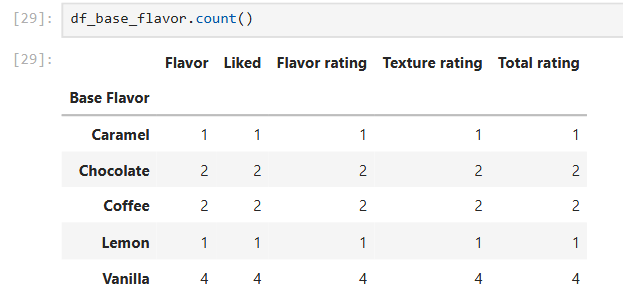 [29]: df_base_flavor.count()
[29]:
Flavor Liked Flavor rating Texture rating Total rating
Base Flavor
Caramel 1 1 1 1 1
Chocolate 2 2 2 2 2
Coffee 2 2 2 2 2
Lemon 1 1 1 1 1
Vanilla 4 4 4 4 4